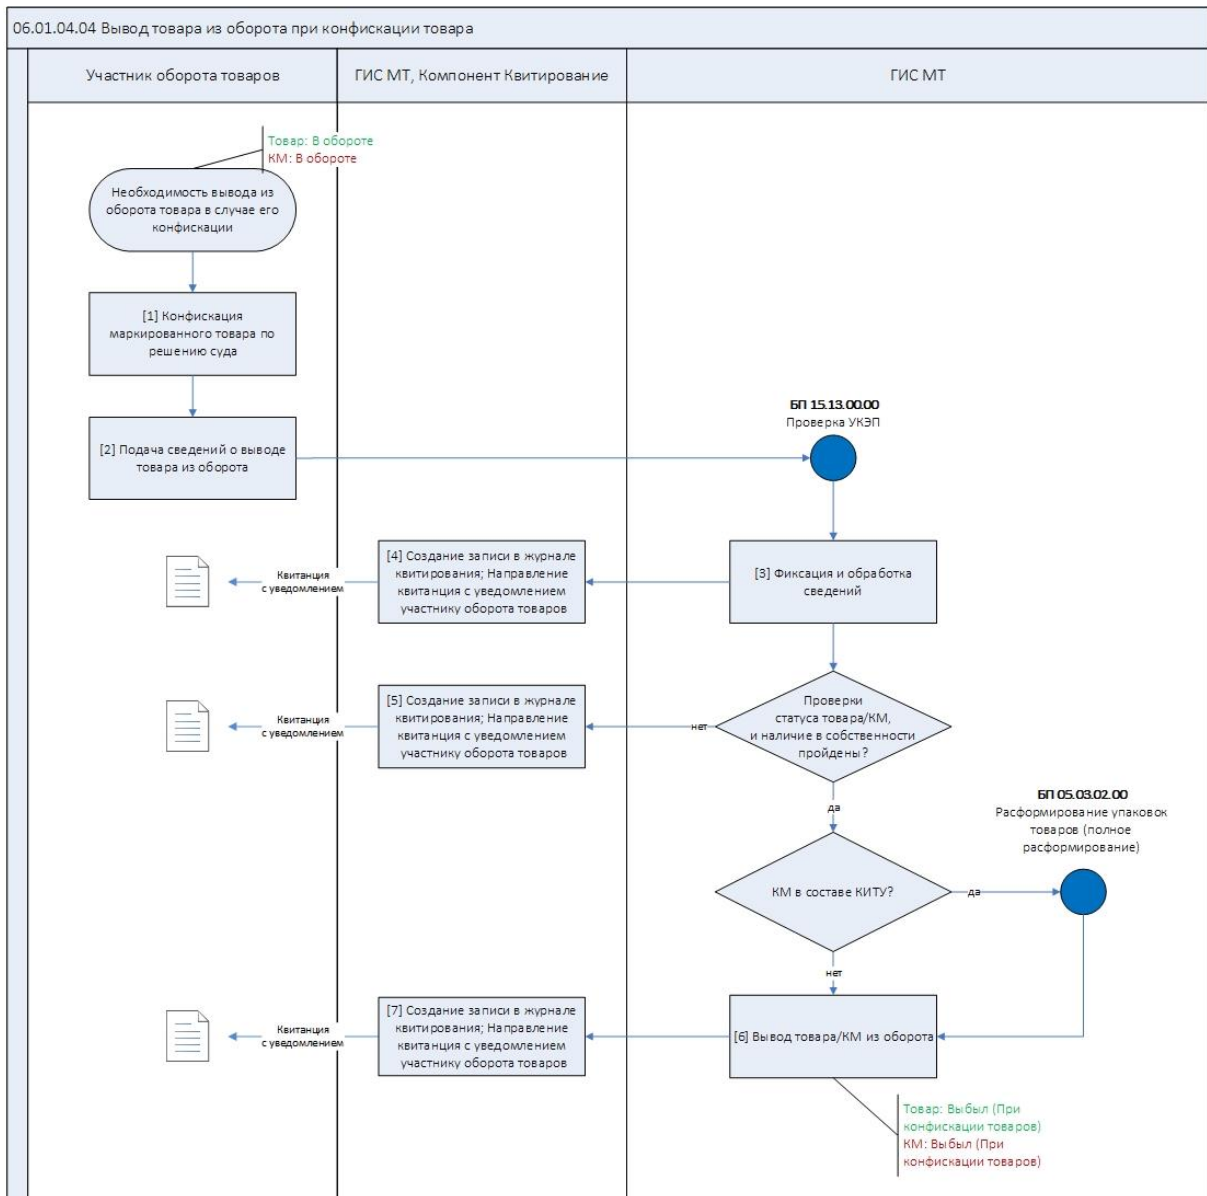 06.01.04.04 Вывод товара из оборота при конфискации товара
Участник оборота товаров
ГИС МТ, Компонент Квитирование
ГИС МТ
Товар: В обороте
КМ: В обороте
Необходимость вывода из
оборота товара в случае его
конфискации
[1] Конфискация
маркированного товара по
решению суда
[2] Подача сведений о выводе
товара из оборота
БП 15.13.00.00
Проверка УКЭП
[3] Фиксация и обработка
сведений
[4] Создание записи в журнале
квитирования; Направление
квитанция с уведомлением
участнику оборота товаров
Квитанция
с уведомлением
Проверки
статуса товара/КМ,
и наличие в собственности
пройдены?
нет
[5] Создание записи в журнале
квитирования; Направление
квитанция с уведомлением
участнику оборота товаров
Квитанция
с уведомлением
да
БП 05.03.02.00
Расформирование упаковок
товаров (полное
расформирование)
КМ в составе КИТУ?
да
нет
[6] Вывод товара/КМ из оборота
[7] Создание записи в журнале
квитирования; Направление
квитанция с уведомлением
участнику оборота товаров
Квитанция
с уведомлением
Товар: Выбыл (При
конфискации товаров)
КМ: Выбыл (При
конфискации товаров)